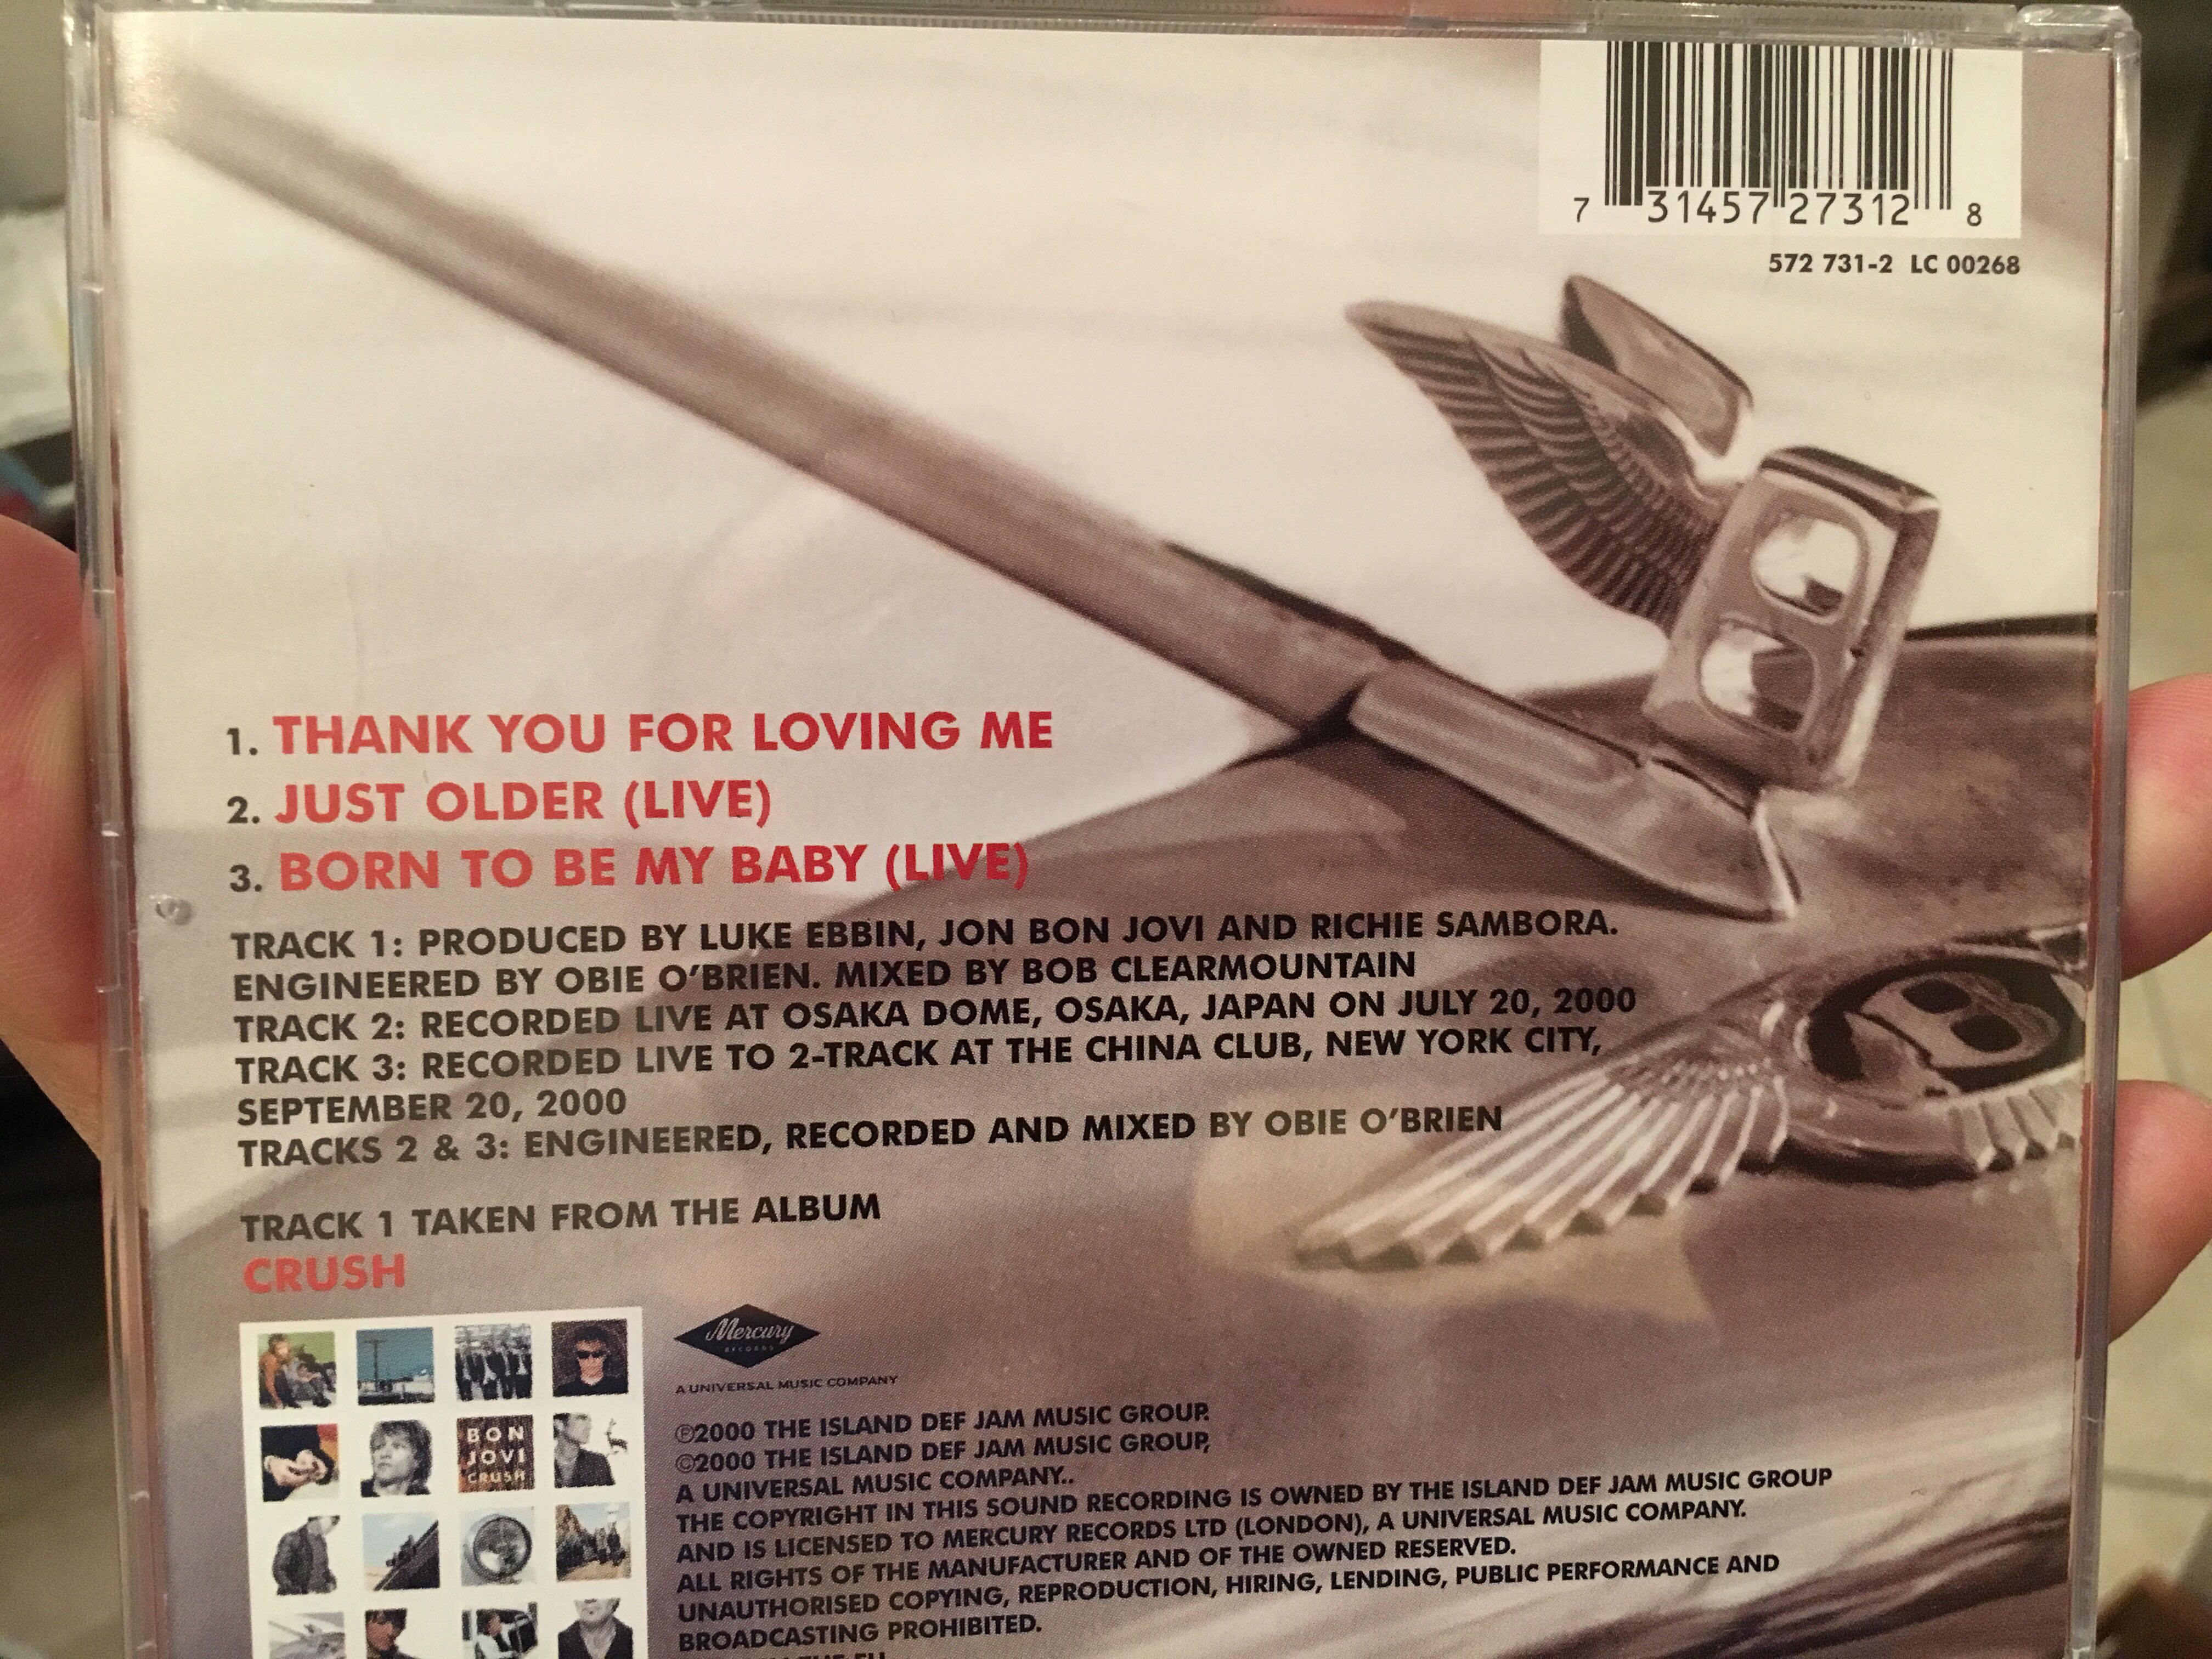 7 31457 27312 8
572 731-2 LC 00268
1. THANK YOU FOR LOVING ME
2. JUST OLDER (LIVE)
3. BORN TO BE MY BABY (LIVE)
TRACK 1: PRODUCED BY LUKE EBBIN, JON BON JOVI AND RICHIE SAMBORA.
ENGINEERED BY OBIE O'BRIEN. MIXED BY BOB CLEARMOUNTAIN
TRACK 2: RECORDED LIVE AT OSAKA DOME, OSAKA, JAPAN ON JULY 20, 2000
TRACK 3: RECORDED LIVE TO 2-TRACK AT THE CHINA CLUB, NEW YORK CITY,
SEPTEMBER 20, 2000
TRACKS 2 & 3: ENGINEERED, RECORDED AND MIXED BY OBIE O'BRIEN
TRACK 1 TAKEN FROM THE ALBUM
CRUSH
BON
JOVI
CRUSH
Mercury
RECORDS
A UNIVERSAL MUSIC COMPANY
℗2000 THE ISLAND DEF JAM MUSIC GROUP.
©2000 THE ISLAND DEF JAM MUSIC GROUP,
A UNIVERSAL MUSIC COMPANY..
THE COPYRIGHT IN THIS SOUND RECORDING IS OWNED BY THE ISLAND DEF JAM MUSIC GROUP
AND IS LICENSED TO MERCURY RECORDS LTD (LONDON), A UNIVERSAL MUSIC COMPANY.
ALL RIGHTS OF THE MANUFACTURER AND OF THE OWNED RESERVED.
UNAUTHORISED COPYING, REPRODUCTION, HIRING, LENDING, PUBLIC PERFORMANCE AND
BROADCASTING PROHIBITED.
B